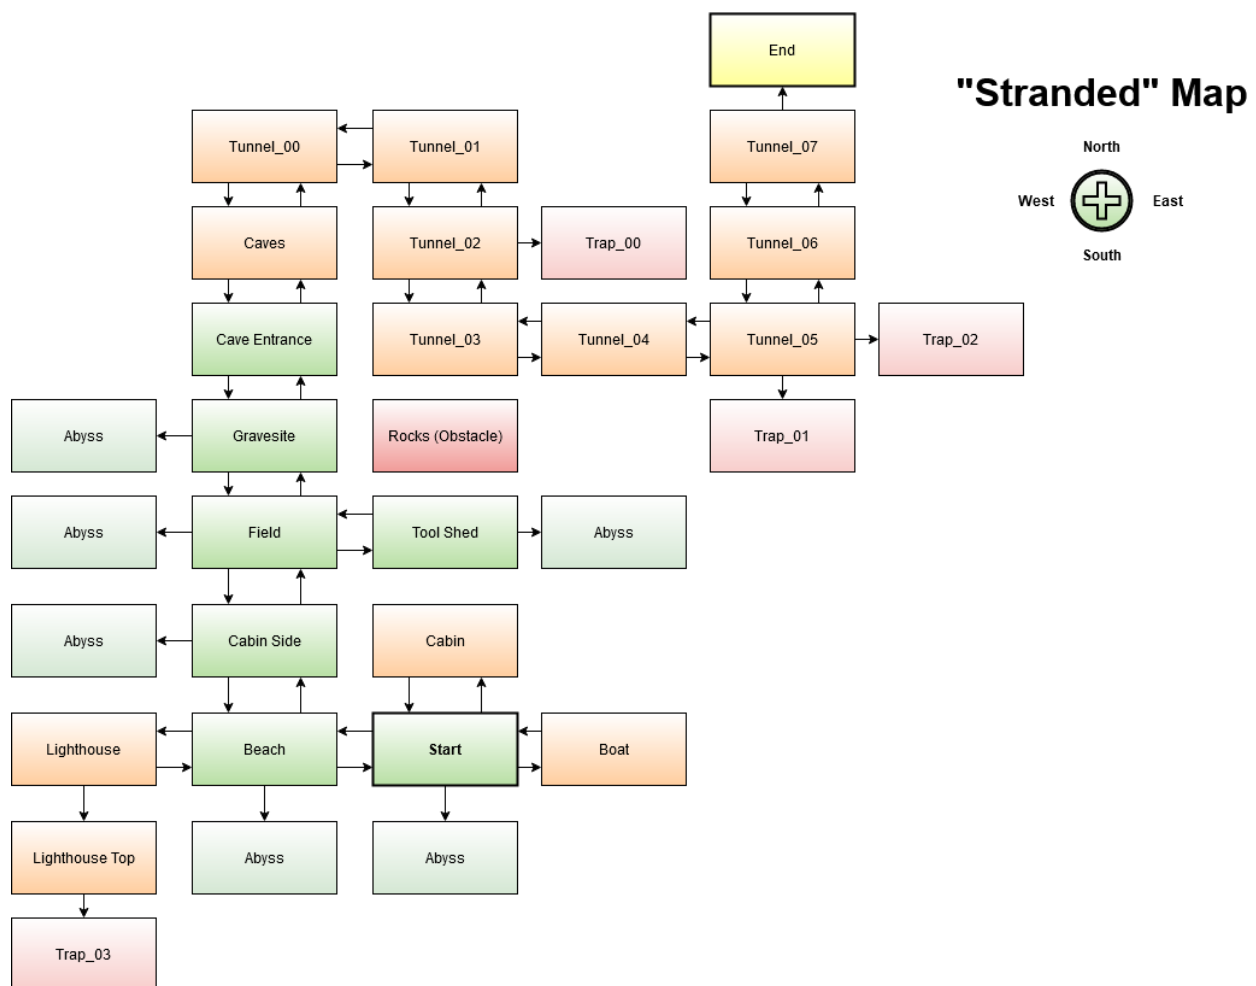 End
"Stranded" Map
Tunnel_00
Tunnel_01
Tunnel_07
North
West
East
South
Caves
Tunnel_02
Trap_00
Tunnel_06
Cave Entrance
Tunnel_03
Tunnel_04
Tunnel_05
Trap_02
Abyss
Gravesite
Rocks (Obstacle)
Trap_01
Abyss
Field
Tool Shed
Abyss
Abyss
Cabin Side
Cabin
Lighthouse
Beach
Start
Boat
Lighthouse Top
Abyss
Abyss
Trap_03